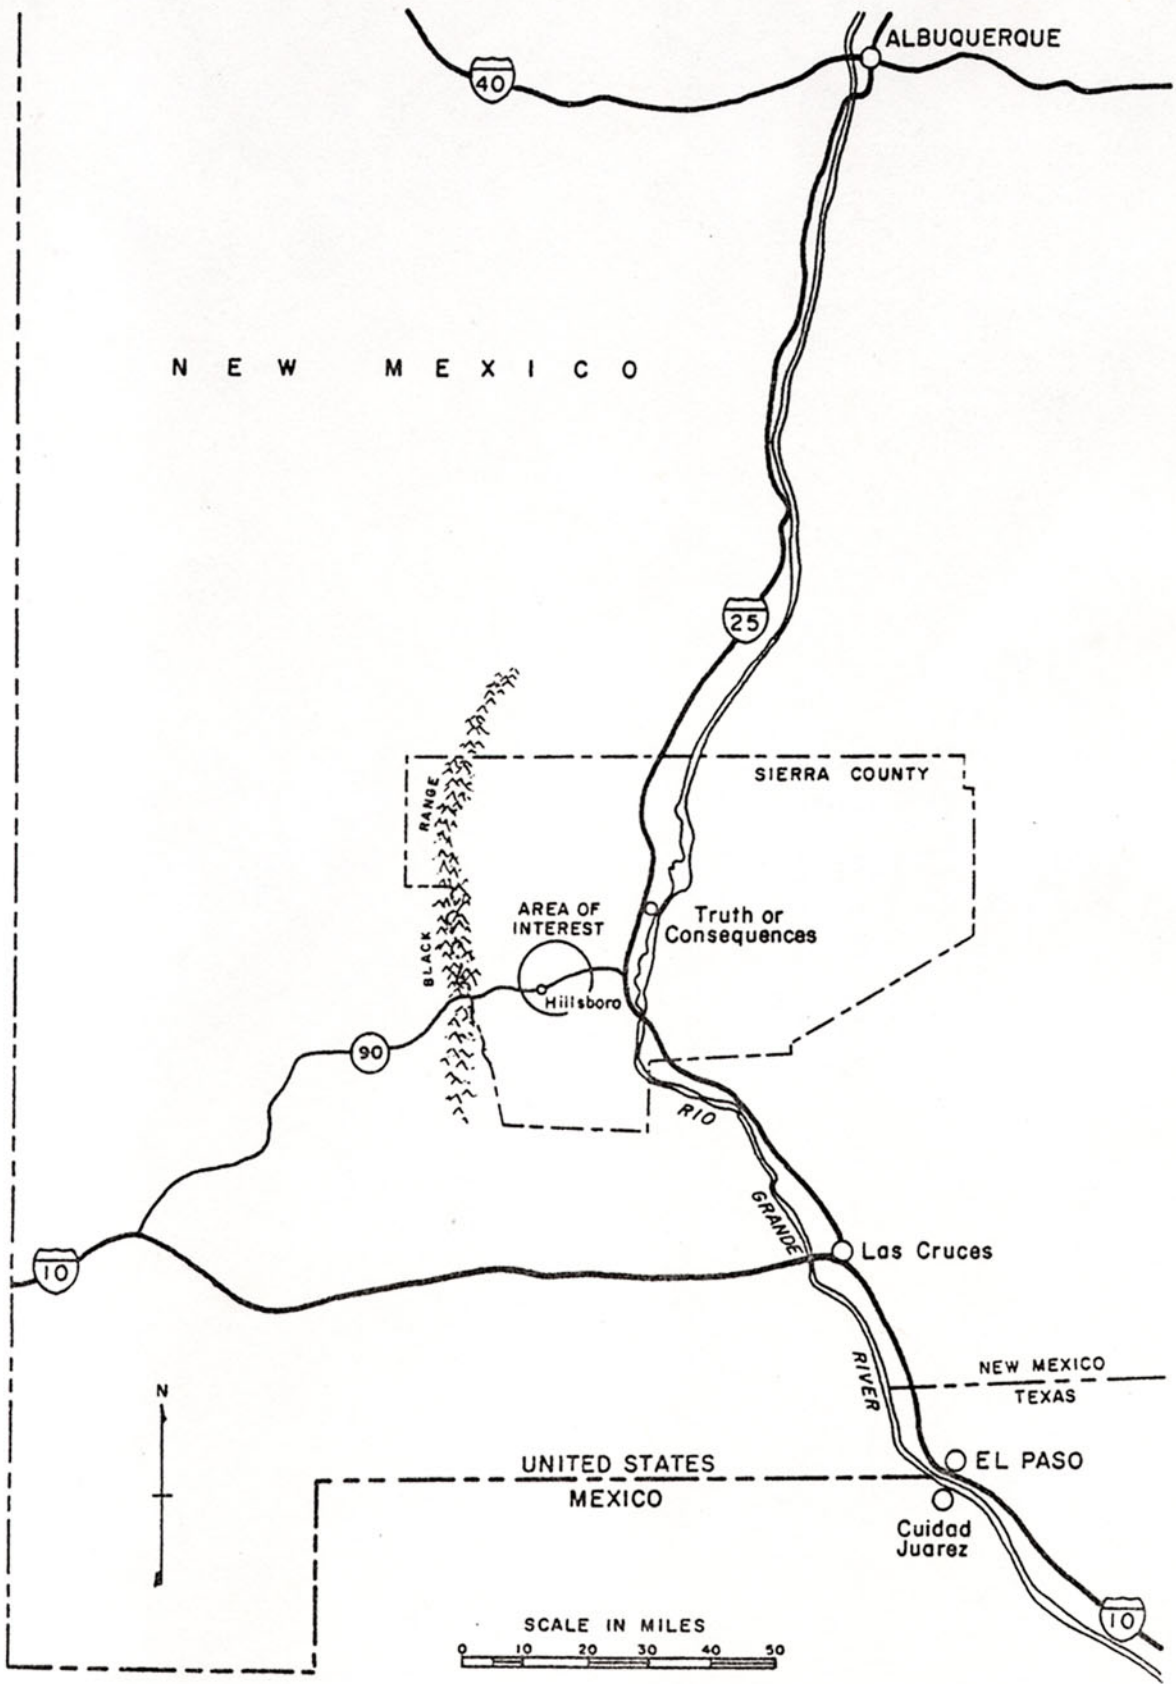 ALBUQUERQUE
40
NEW MEXICO
25
SIERRA COUNTY
RANGE
BLACK
AREA OF
INTEREST
Truth or
Consequences
Hillsboro
90
RIO
GRANDE
Las Cruces
10
RIVER
NEW MEXICO
TEXAS
N
UNITED STATES
MEXICO
EL PASO
Cuidad
Juarez
10
SCALE IN MILES
0 10 20 30 40 50